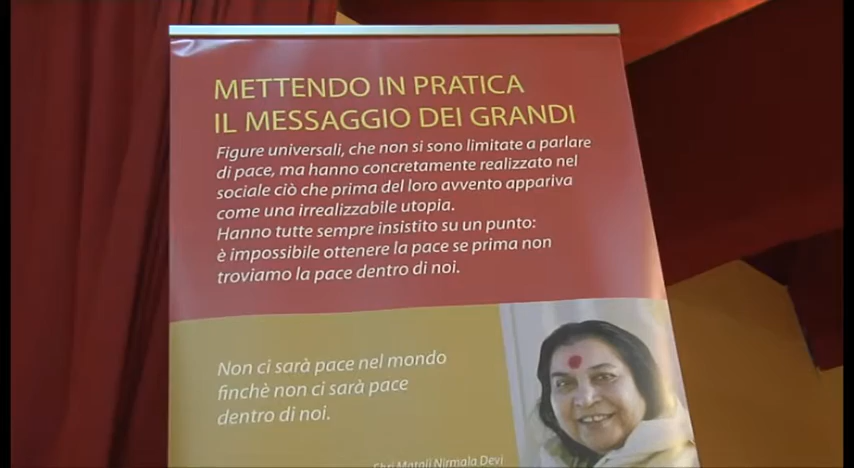 METTENDO IN PRATICA
IL MESSAGGIO DEI GRANDI
Figure universali, che non si sono limitate a parlare
di pace, ma hanno concretamente realizzato nel
sociale ciò che prima del loro avvento appariva
come una irrealizzabile utopia.
Hanno tutte sempre insistito su un punto:
è impossibile ottenere la pace se prima non
troviamo la pace dentro di noi.
Non ci sarà pace nel mondo
finchè non ci sarà pace
dentro di noi.
Shri Mataji Nirmala Devi